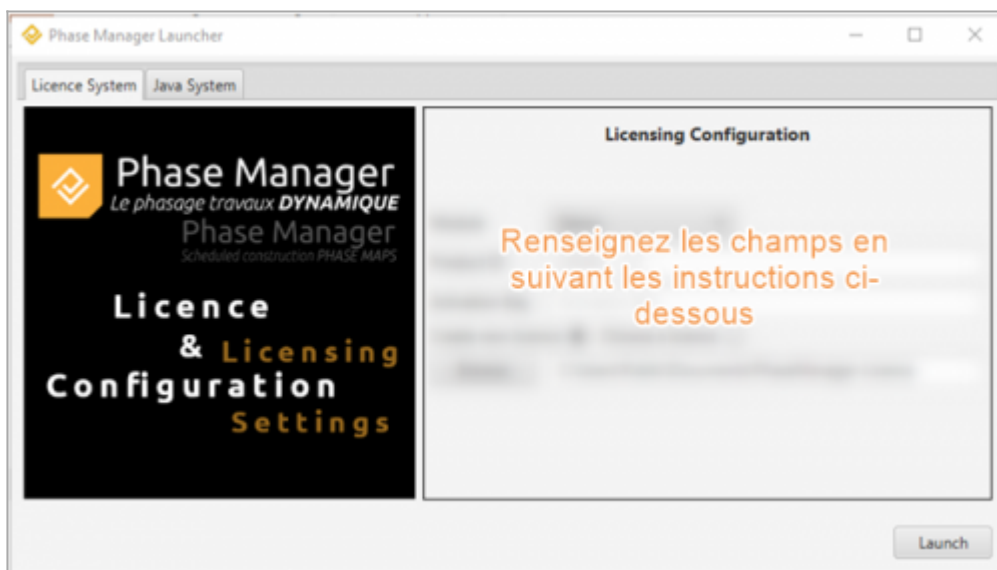 Phase Manager Launcher
Licence System Java System
Phase Manager
Le phasage travaux DYNAMIQUE
Phase Manager
Scheduled construction PHASE MAPS
Licence
& Licensing
Configuration
Settings
Licensing Configuration
Renseignez les champs en
suivant les instructions ci-
dessous
Launch